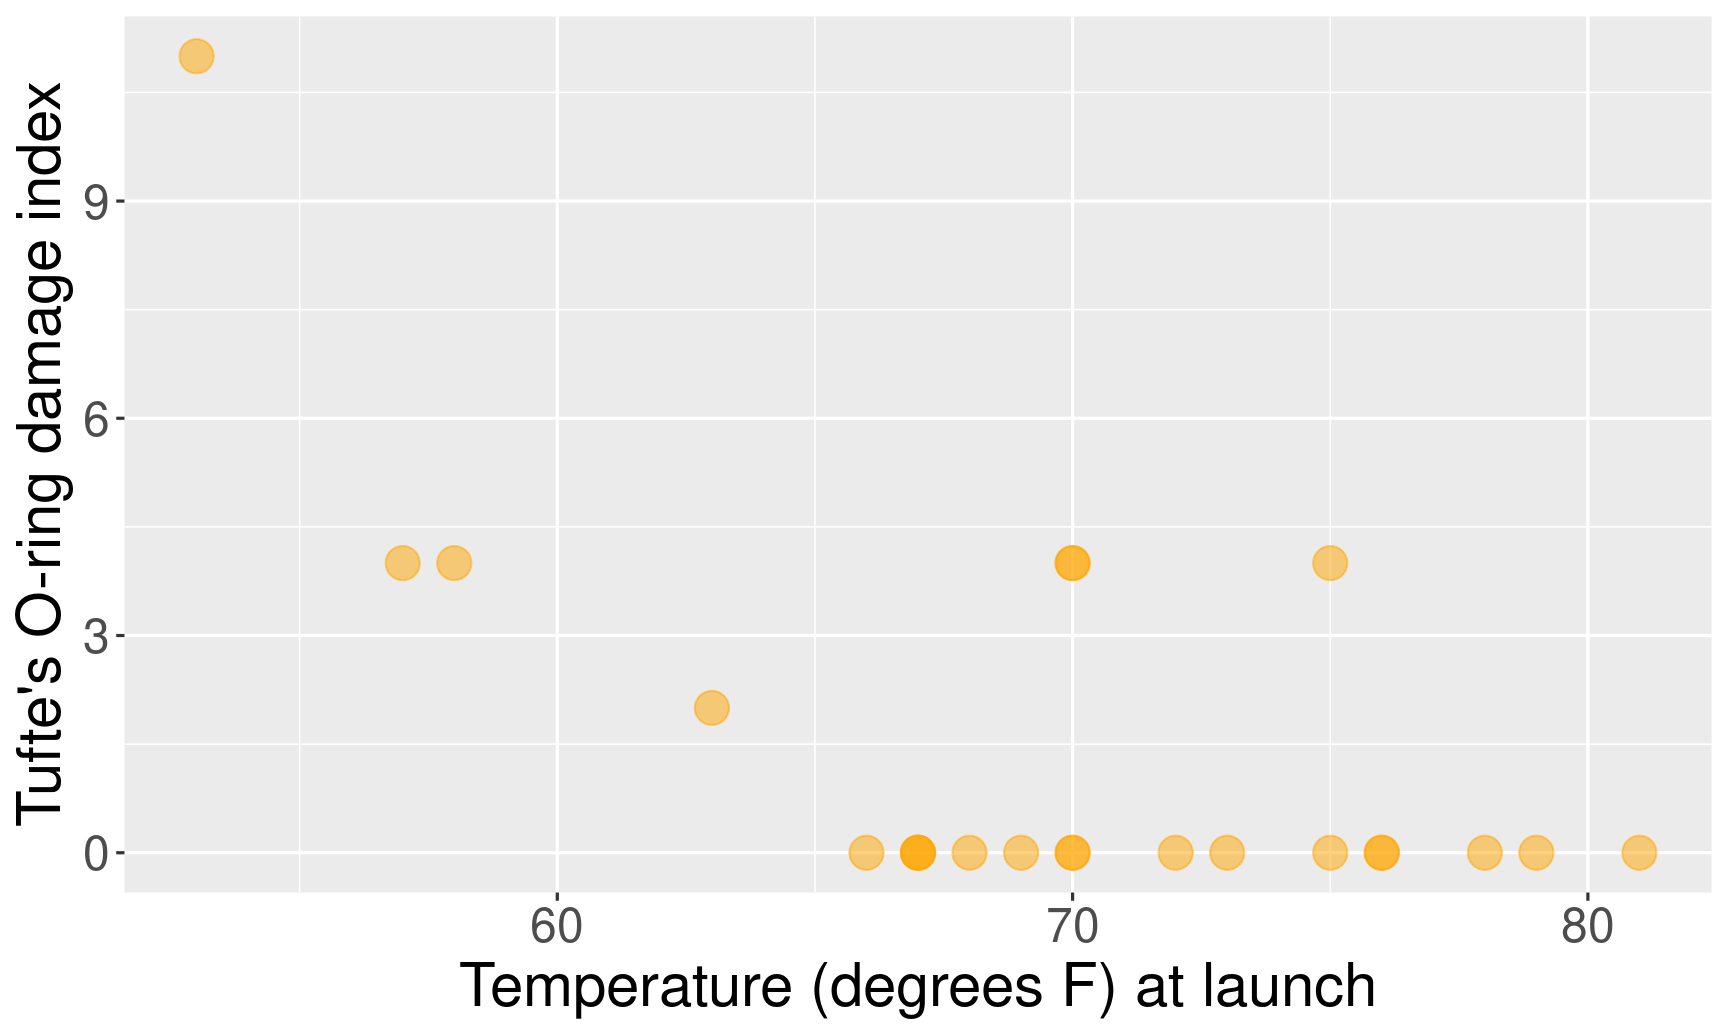 Tufte's O-ring damage index
9
6
3
0
60 70 80
Temperature (degrees F) at launch